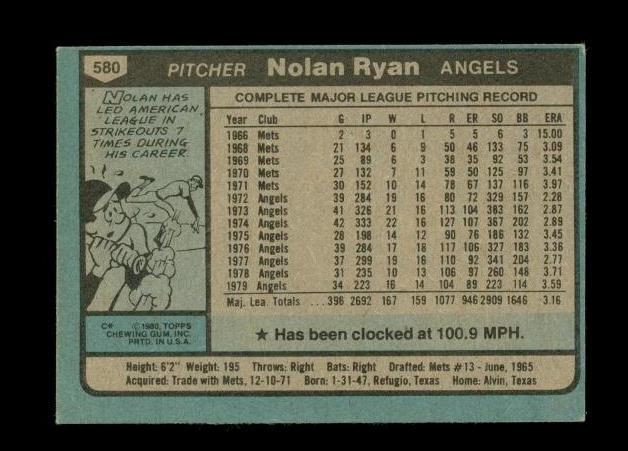 580 PITCHER Nolan Ryan ANGELS
NOLAN HAS
LED AMERICAN
LEAGUE IN
STRIKEOUTS 7
TIMES DURING
HIS CAREER.
C* ©1980, TOPPS
CHEWING GUM, INC.
PRTD. IN U.S.A.
COMPLETE MAJOR LEAGUE PITCHING RECORD
Year Club G IP W L R ER SO BB ERA
1966 Mets 2 3 0 1 5 5 6 3 15.00
1968 Mets 21 134 6 9 50 46 133 75 3.09
1969 Mets 25 89 6 3 38 35 92 53 3.54
1970 Mets 27 132 7 11 59 50 125 97 3.41
1971 Mets 30 152 10 14 78 67 137 116 3.97
1972 Angels 39 284 19 16 80 72 329 157 2.28
1973 Angels 41 326 21 16 113 104 383 162 2.87
1974 Angels 42 333 22 16 127 107 367 202 2.89
1975 Angels 28 198 14 12 90 76 186 132 3.45
1976 Angels 39 284 17 18 117 106 327 183 3.36
1977 Angels 37 299 19 16 110 92 341 204 2.77
1978 Angels 31 235 10 13 106 97 260 148 3.71
1979 Angels 34 223 16 14 104 89 223 114 3.59
Maj. Lea. Totals ... 396 2692 167 159 1077 946 2909 1646 3.16
★ Has been clocked at 100.9 MPH.
Height: 6'2" Weight: 195 Throws: Right Bats: Right Drafted: Mets #13 - June, 1965
Acquired: Trade with Mets, 12-10-71 Born: 1-31-47, Refugio, Texas Home: Alvin, Texas